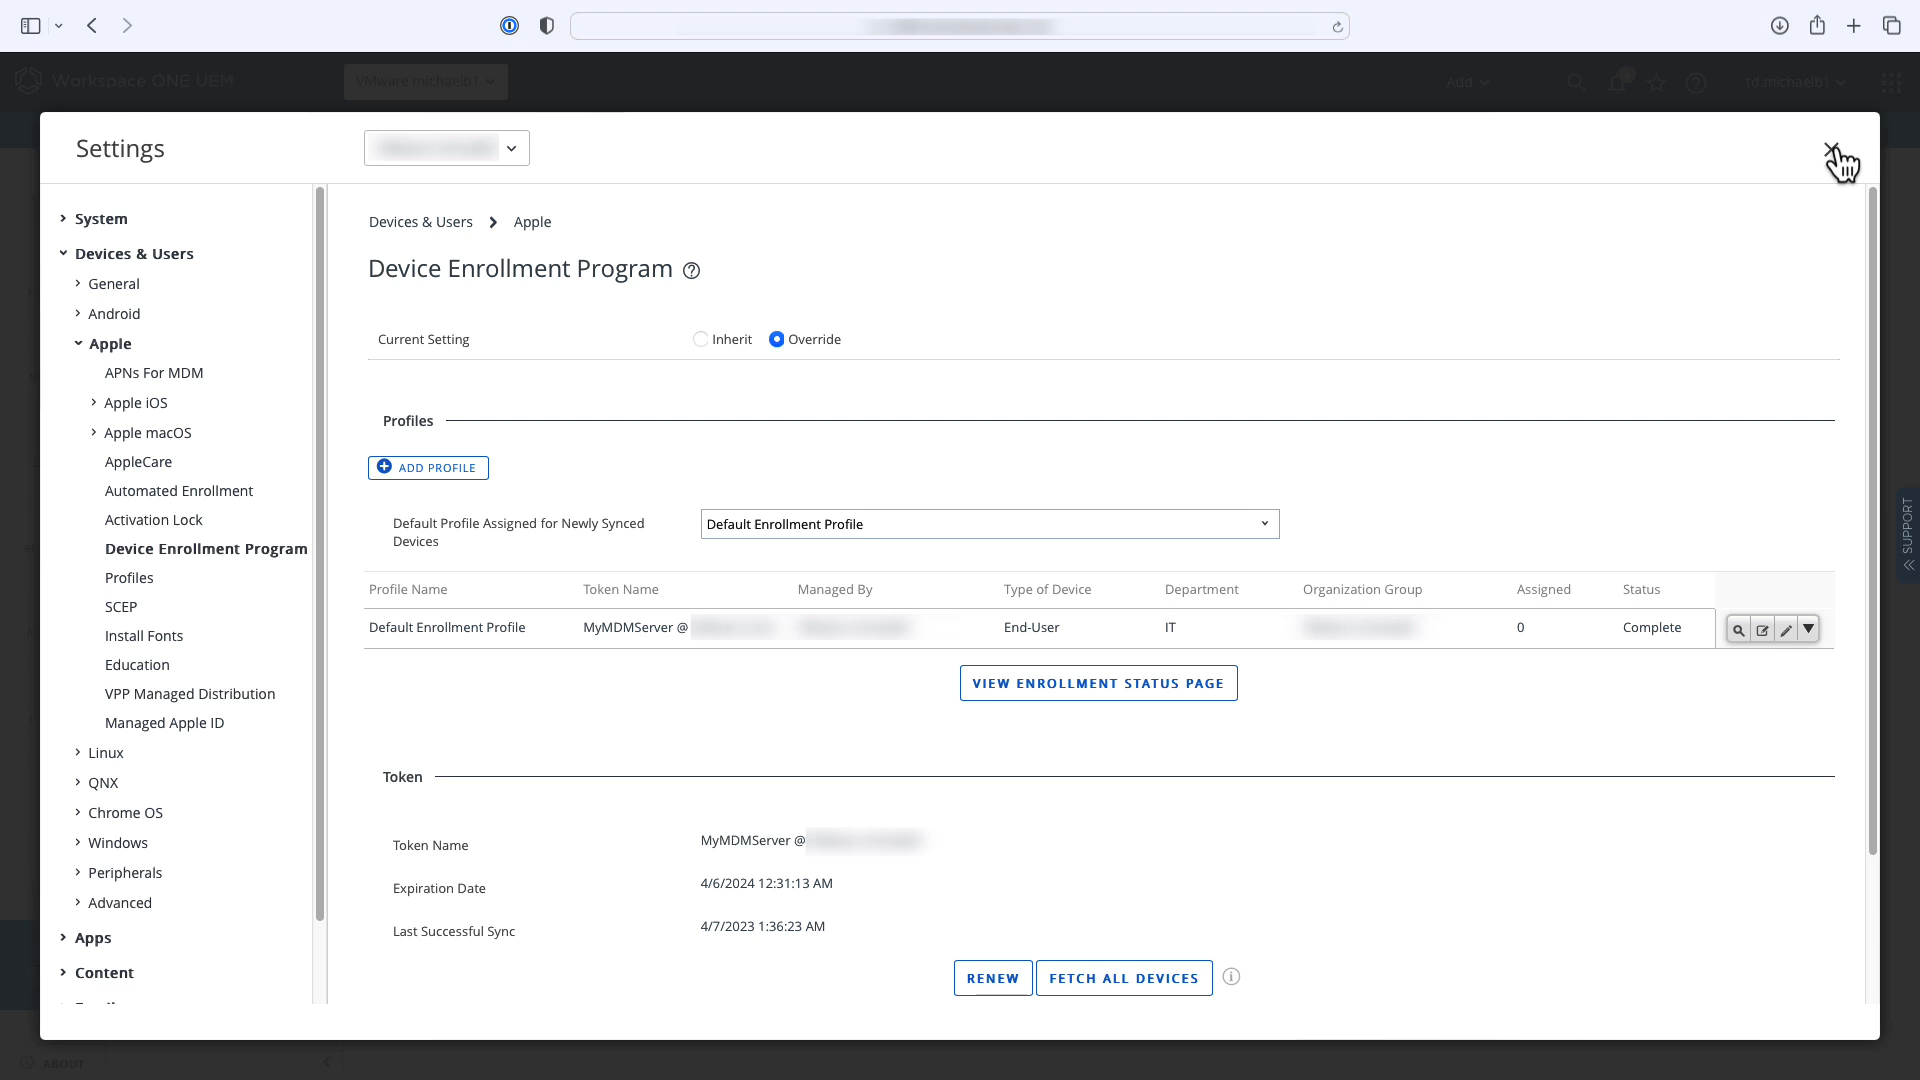 Workspace ONE UEM
VMware michaelb1
Add
td.michaelb1
Settings
System
Devices & Users
General
Android
Apple
APNs For MDM
Apple iOS
Apple macOS
AppleCare
Automated Enrollment
Activation Lock
Device Enrollment Program
Profiles
SCEP
Install Fonts
Education
VPP Managed Distribution
Managed Apple ID
Linux
QNX
Chrome OS
Windows
Peripherals
Advanced
Apps
Content
Devices & Users Apple
Device Enrollment Program
Current Setting Inherit Override
Profiles
ADD PROFILE
Default Profile Assigned for Newly Synced
Devices
Default Enrollment Profile
Profile Name Token Name Managed By Type of Device Department Organization Group Assigned Status
Default Enrollment Profile MyMDMServer @ End-User IT 0 Complete
VIEW ENROLLMENT STATUS PAGE
Token
Token Name MyMDMServer @
Expiration Date 4/6/2024 12:31:13 AM
Last Successful Sync 4/7/2023 1:36:23 AM
RENEW FETCH ALL DEVICES
SUPPORT
ABOUT